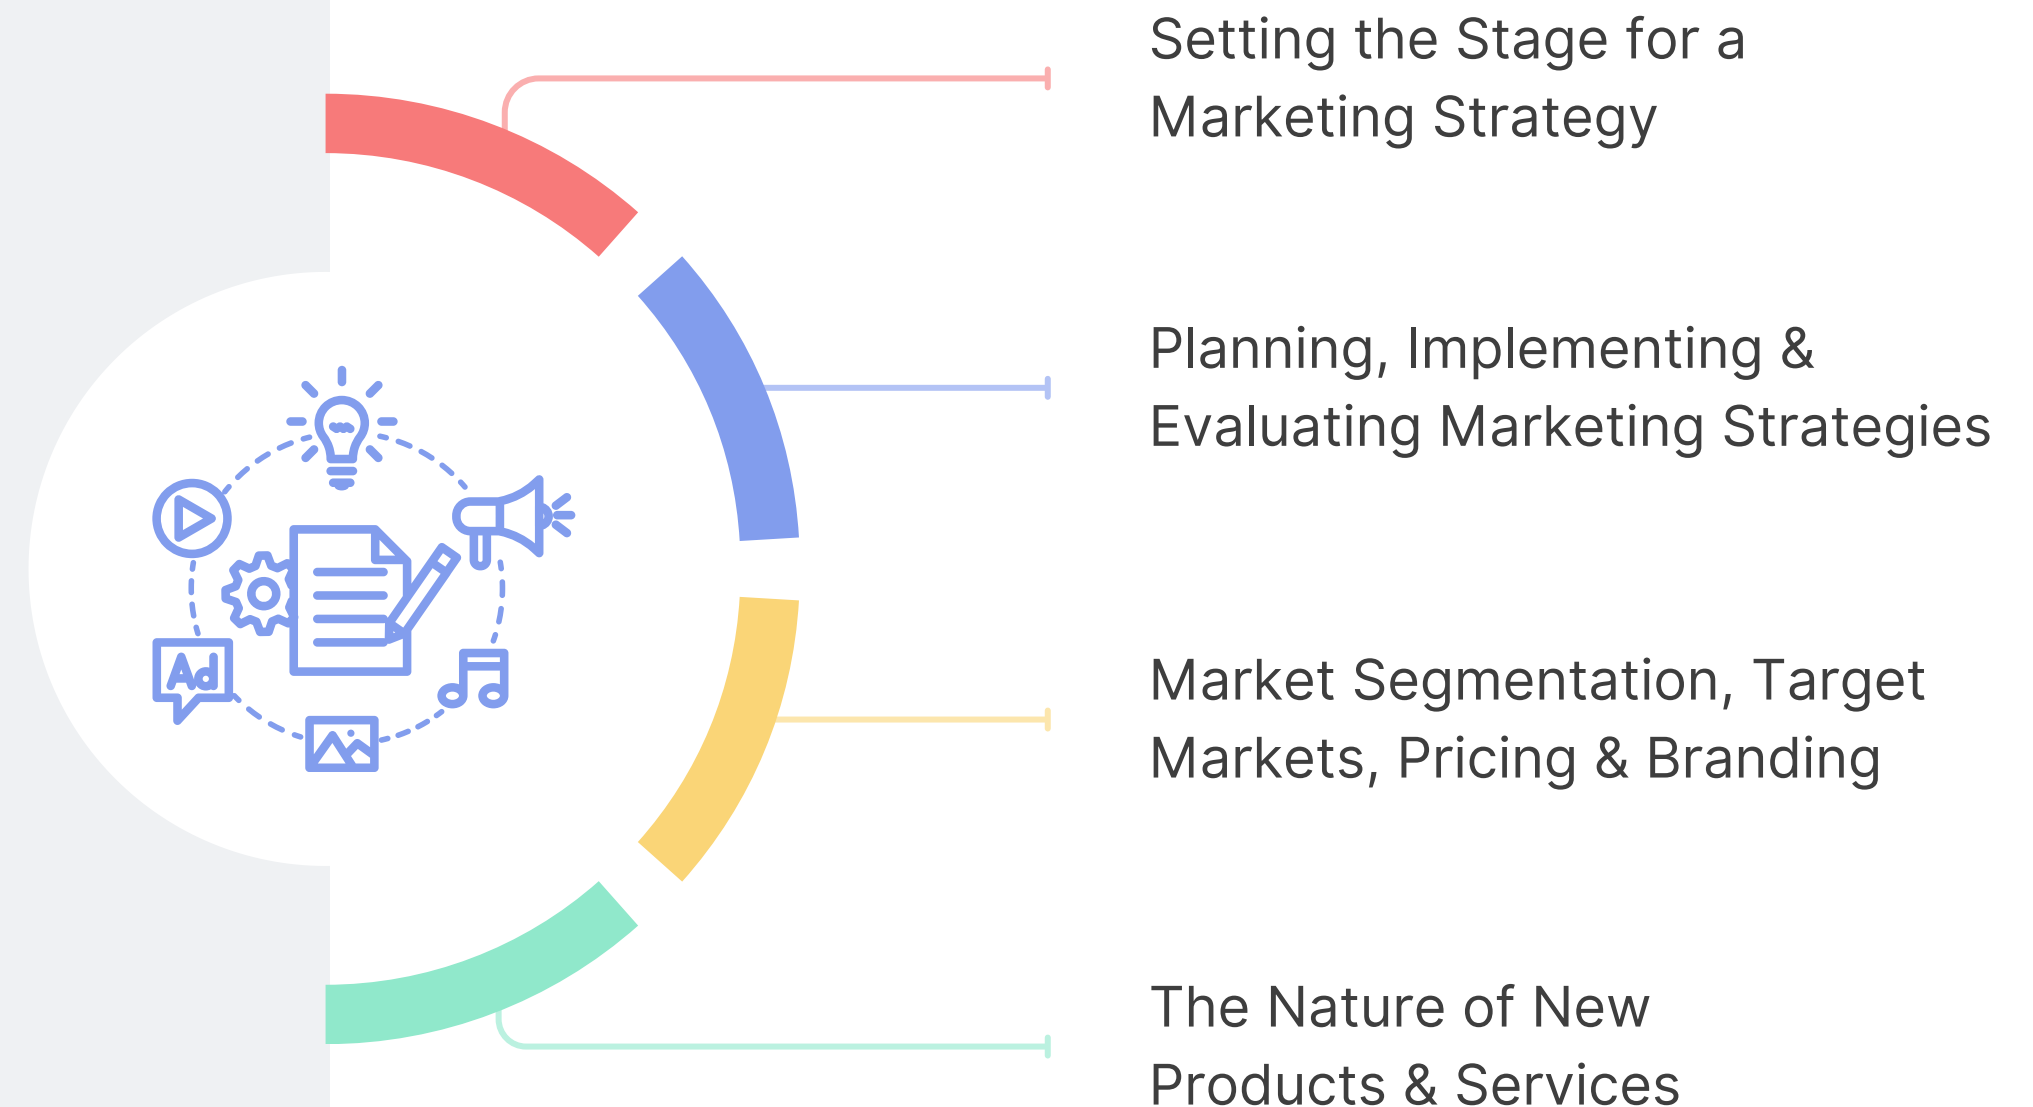 Setting the Stage for a
Marketing Strategy
Planning, Implementing &
Evaluating Marketing Strategies
Ad
Market Segmentation, Target
Markets, Pricing & Branding
The Nature of New
Products & Services